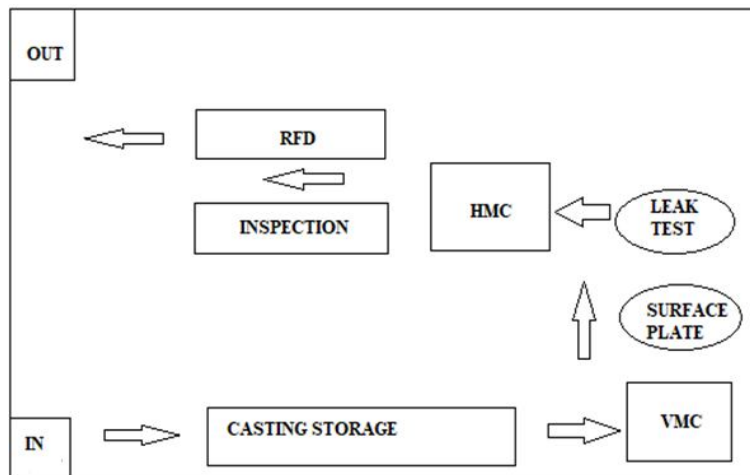 OUT
RFD
INSPECTION
HMC
LEAK
TEST
SURFACE
PLATE
IN
CASTING STORAGE
VMC